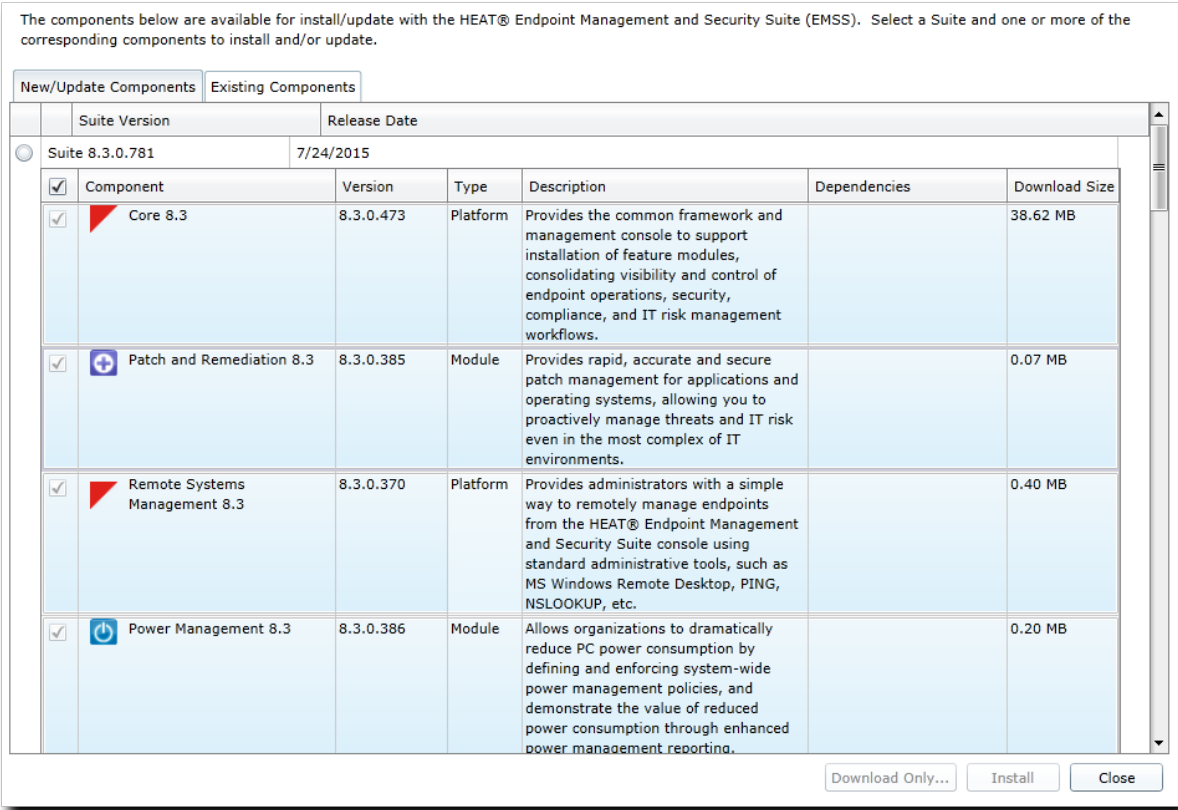 The components below are available for install/update with the HEAT® Endpoint Management and Security Suite (EMSS).  Select a Suite and one or more of the
corresponding components to install and/or update.
New/Update Components Existing Components
Suite Version Release Date
Suite 8.3.0.781 7/24/2015
Component Version Type Description Dependencies Download Size
Core 8.3 8.3.0.473 Platform Provides the common framework and 38.62 MB
management console to support
installation of feature modules,
consolidating visibility and control of
endpoint operations, security,
compliance, and IT risk management
workflows.
Patch and Remediation 8.3 8.3.0.385 Module Provides rapid, accurate and secure 0.07 MB
patch management for applications and
operating systems, allowing you to
proactively manage threats and IT risk
even in the most complex of IT
environments.
Remote Systems 8.3.0.370 Platform Provides administrators with a simple 0.40 MB
Management 8.3 way to remotely manage endpoints
from the HEAT® Endpoint Management
and Security Suite console using
standard administrative tools, such as
MS Windows Remote Desktop, PING,
NSLOOKUP, etc.
Power Management 8.3 8.3.0.386 Module Allows organizations to dramatically 0.20 MB
reduce PC power consumption by
defining and enforcing system-wide
power management policies, and
demonstrate the value of reduced
power consumption through enhanced
power management reporting.
Download Only... Install Close